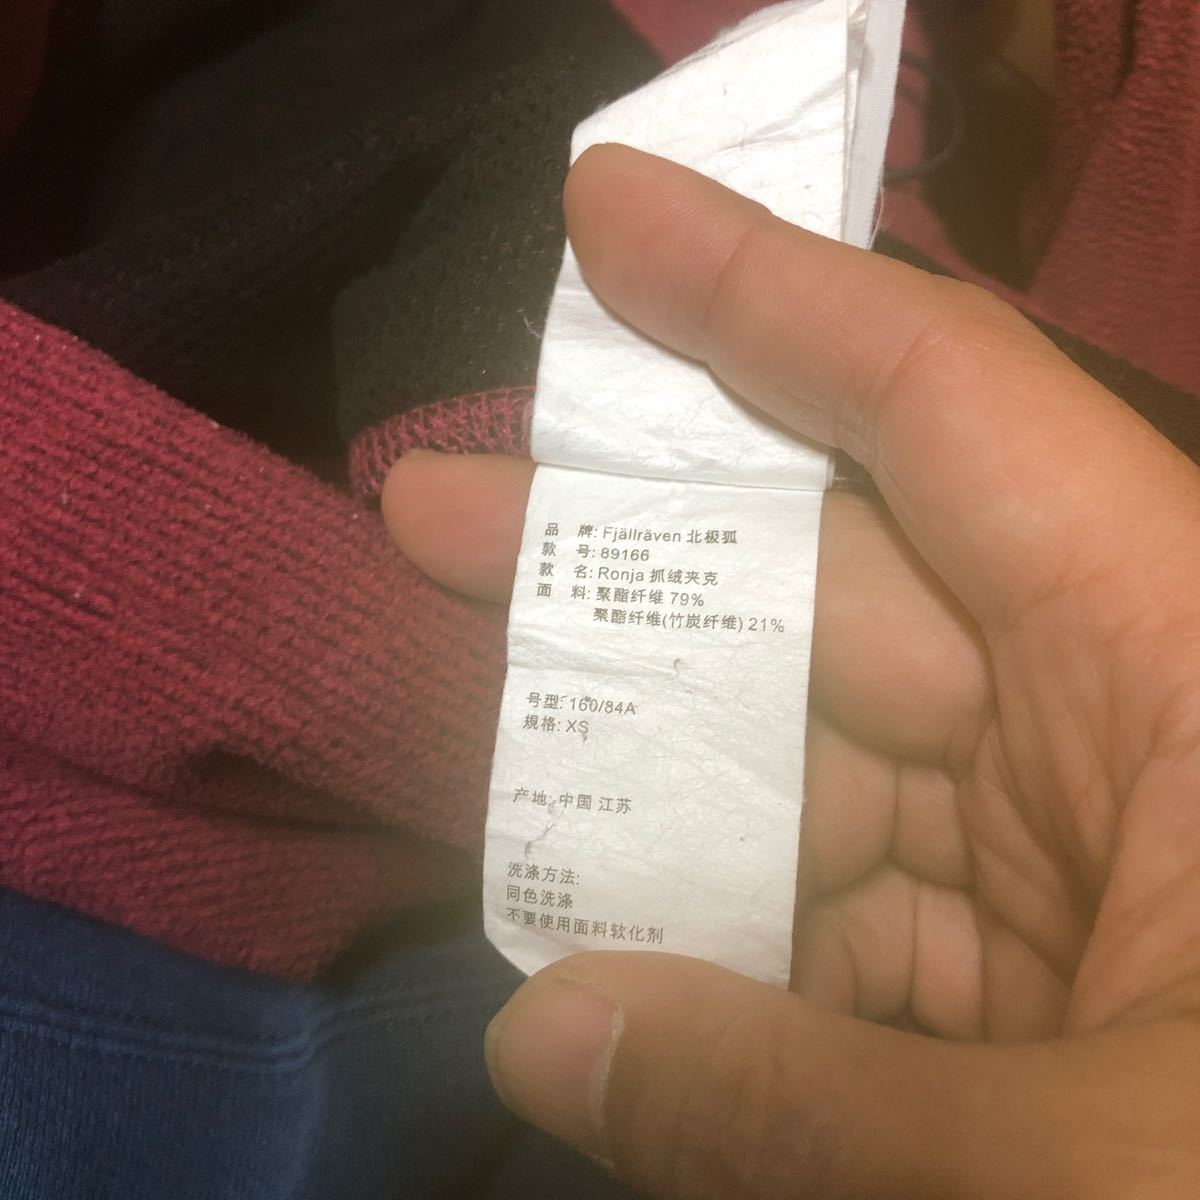 品 牌: Fjällräven 北极狐
款 号: 89166
款 名: Ronja 抓绒夹克
面 料: 聚酯纤维 79%
聚酯纤维(竹炭纤维) 21%
号型: 160/84A
規格: XS
产地: 中国 江苏
洗涤方法:
同色洗涤
不要使用面料软化剂